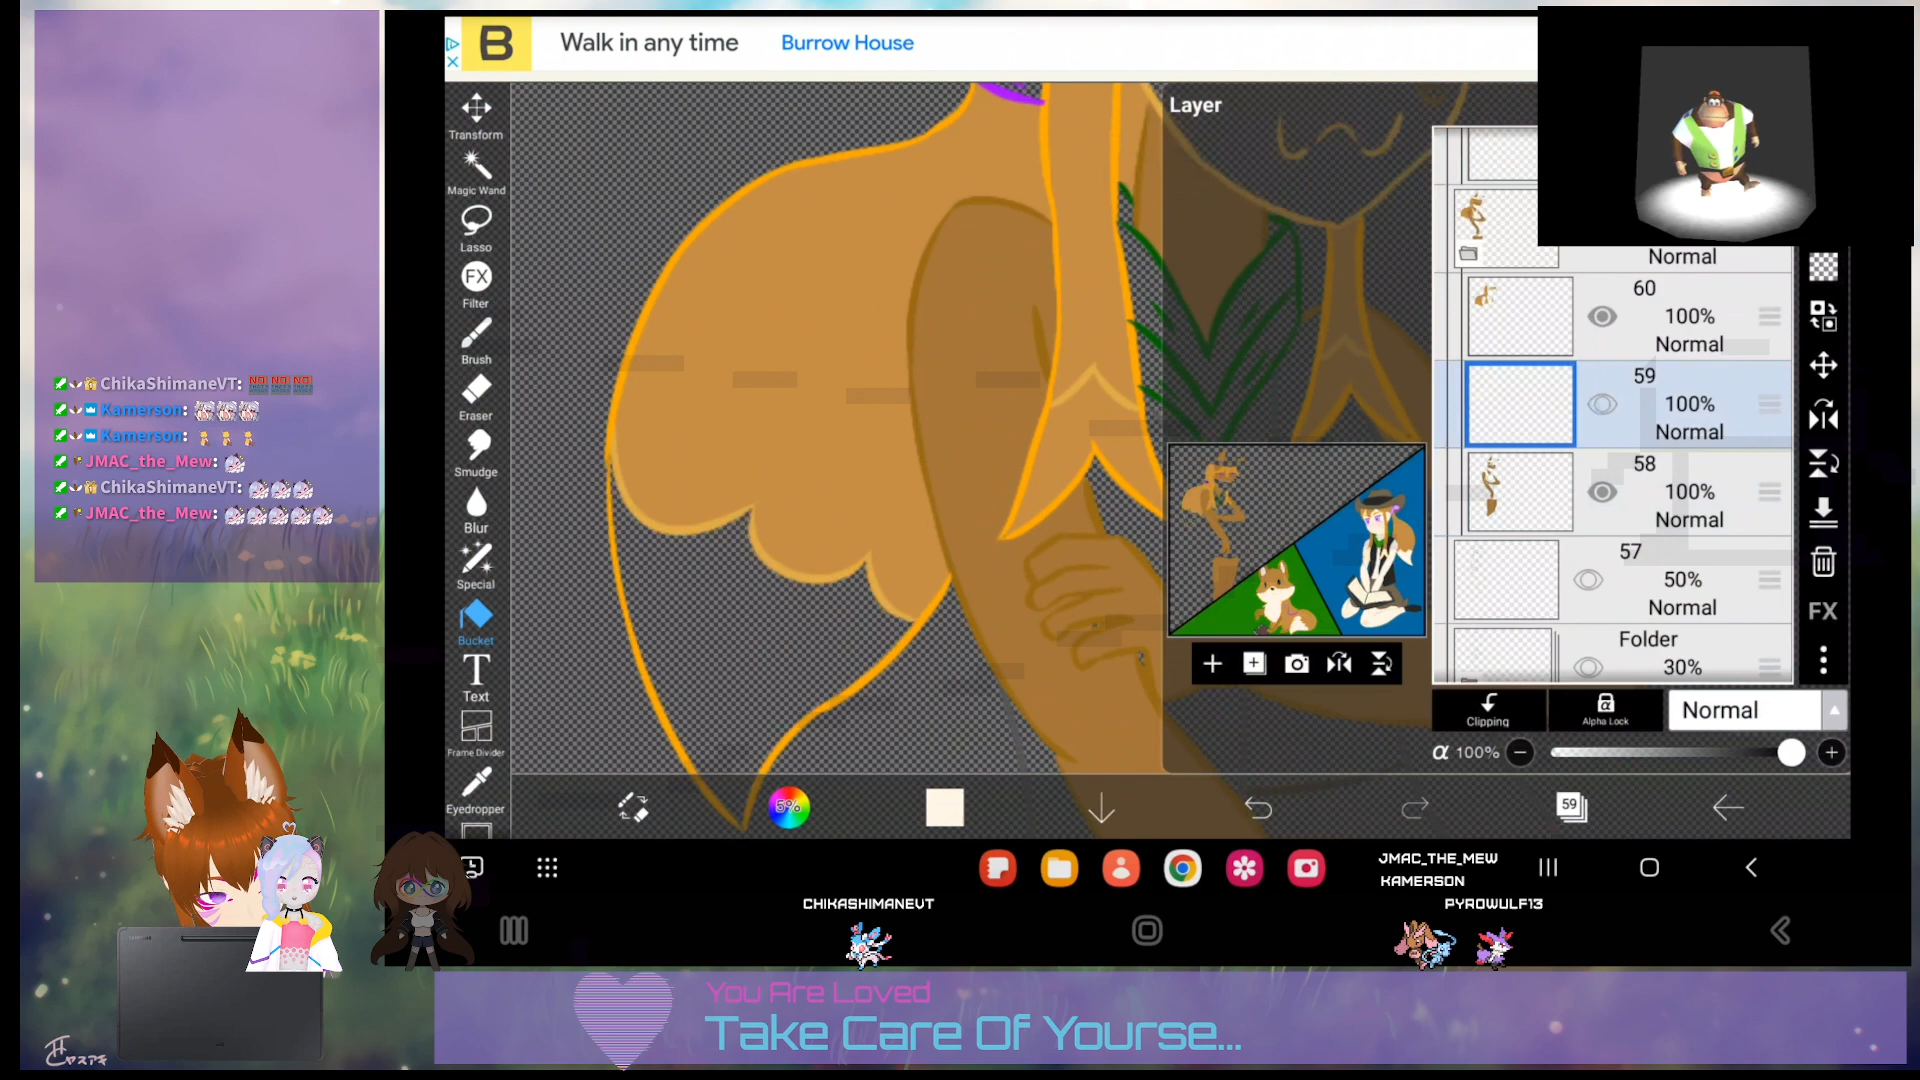 B
Walk in any time
Burrow House
Transform
Magic Wand
Lasso
FX
Filter
Brush
Eraser
Smudge
Blur
Special
Bucket
T
Text
Frame Divider
Eyedropper
Layer
Normal
60
100%
Normal
59
100%
Normal
58
100%
Normal
57
50%
Normal
Folder
30%
FX
Clipping
Alpha Lock
Normal
α 100%
5%
59
ChikaShimaneVT:
Kamerson:
Kamerson:
JMAC_the_Mew:
ChikaShimaneVT:
JMAC_the_Mew:
JMAC_THE_MEW
KAMERSON
CHIKASHIMANEVT
PYROWULF13
You Are Loved
Take Care Of Yourse...